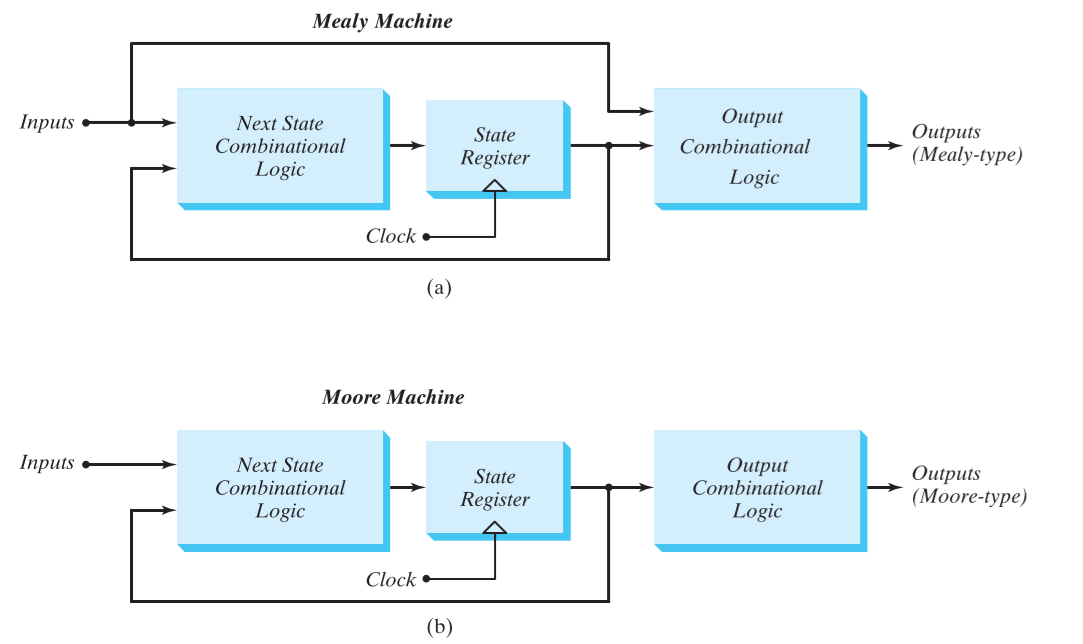 Mealy Machine
Inputs
Next State
Combinational
Logic
State
Register
Clock
Output
Combinational
Logic
Outputs
(Mealy-type)
(a)
Moore Machine
Inputs
Next State
Combinational
Logic
State
Register
Clock
Output
Combinational
Logic
Outputs
(Moore-type)
(b)